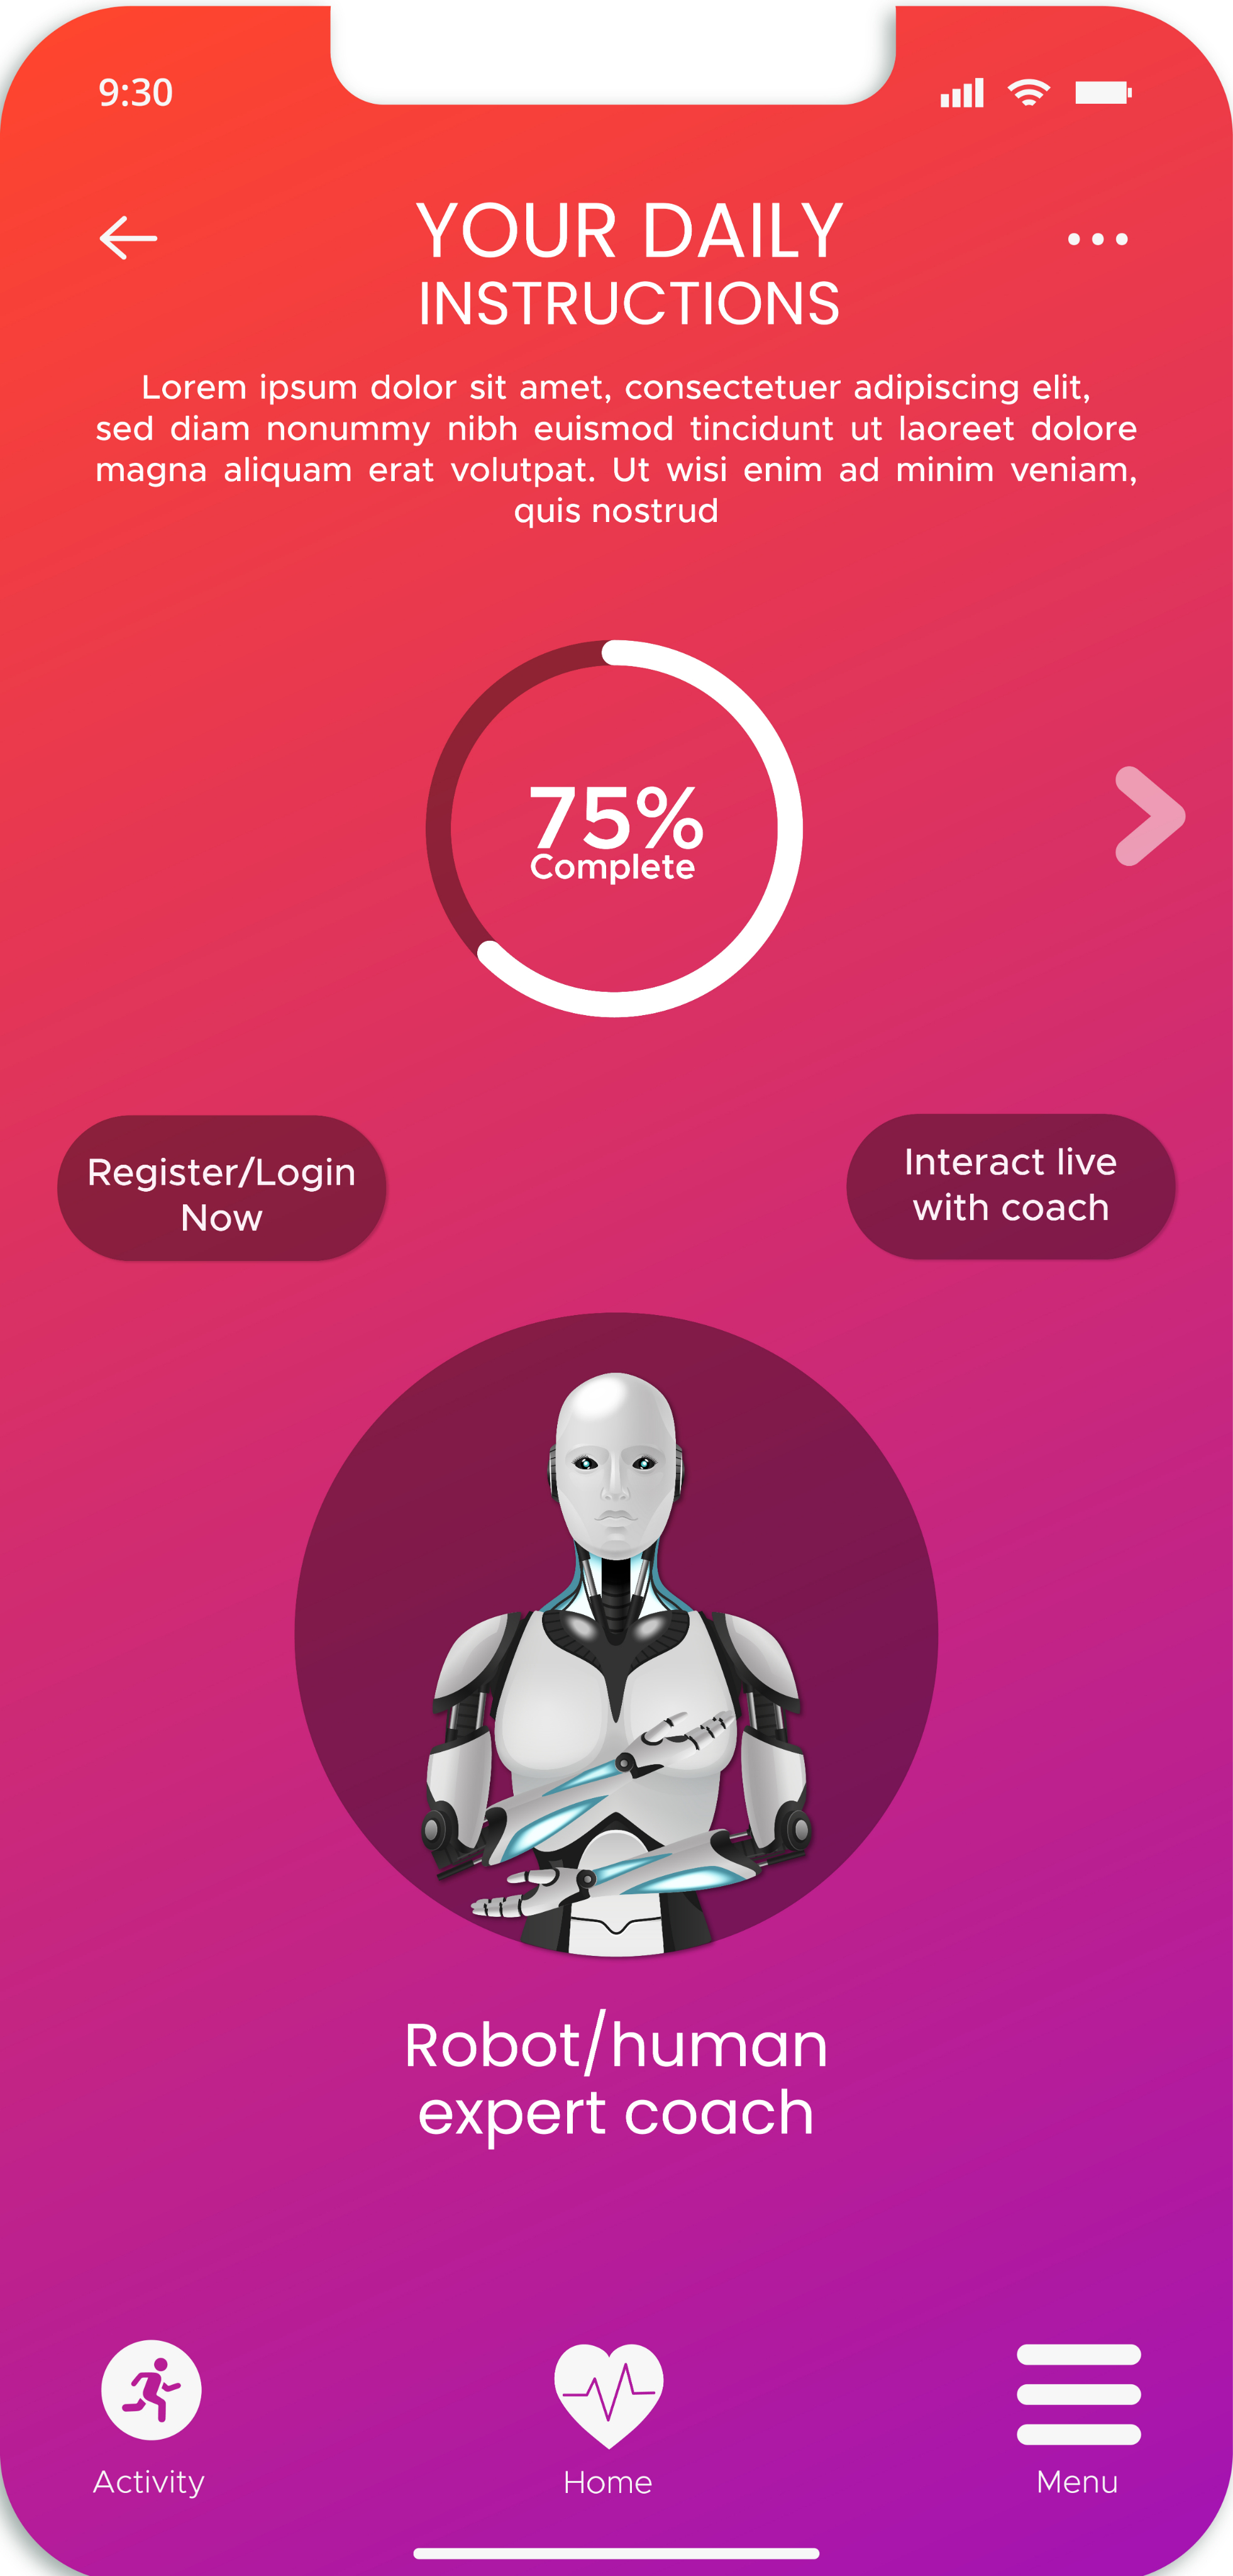 9:30
YOUR DAILY
INSTRUCTIONS
Lorem ipsum dolor sit amet, consectetuer adipiscing elit,
sed diam nonummy nibh euismod tincidunt ut laoreet dolore
magna aliquam erat volutpat. Ut wisi enim ad minim veniam,
quis nostrud
75%
Complete
Register/Login
Now
Interact live
with coach
Robot/human
expert coach
Activity
Home
Menu